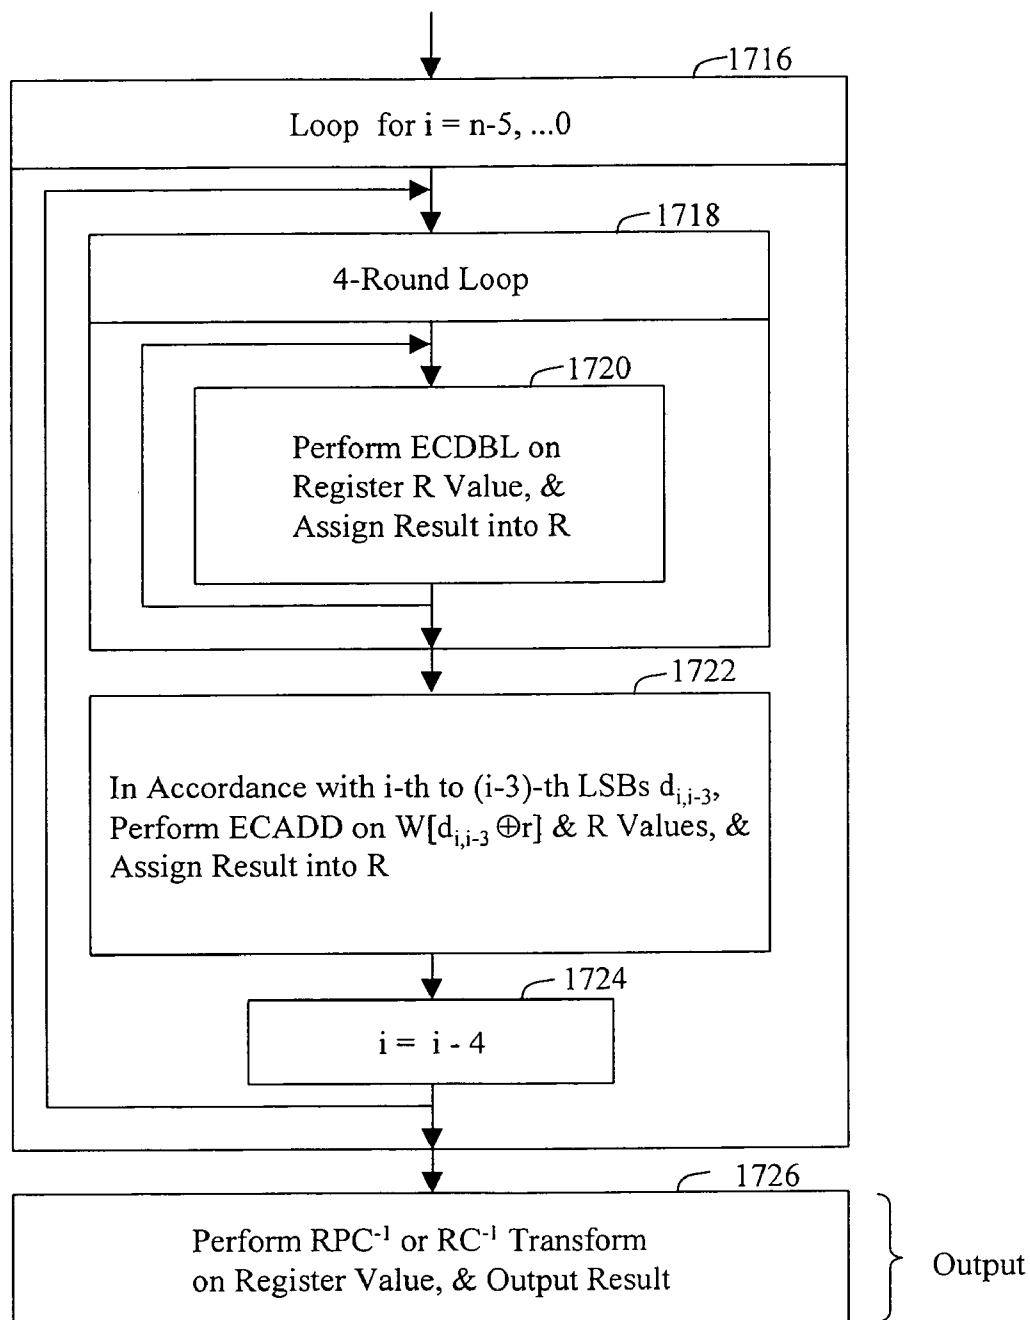 1716
Loop for i = n-5, ...0
1718
4-Round Loop
1720
Perform ECDBL on
Register R Value, &
Assign Result into R
1722
In Accordance with i-th to (i-3)-th LSBs d_{i,i-3},
Perform ECADD on W[d_{i,i-3} ⊕r] & R Values, &
Assign Result into R
1724
i = i - 4
1726
Perform RPC⁻¹ or RC⁻¹ Transform
on Register Value, & Output Result
Output